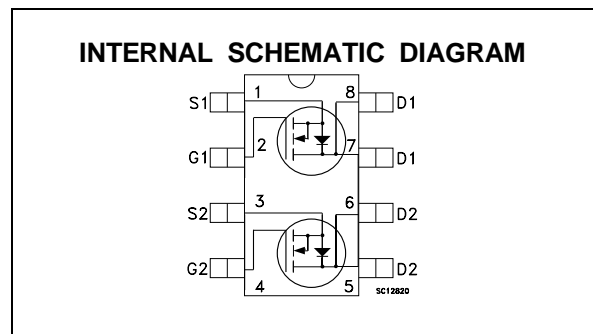 INTERNAL SCHEMATIC DIAGRAM
S1 1 8 D1
G1 2 7 D1
S2 3 6 D2
G2 4 5 D2
SC12820